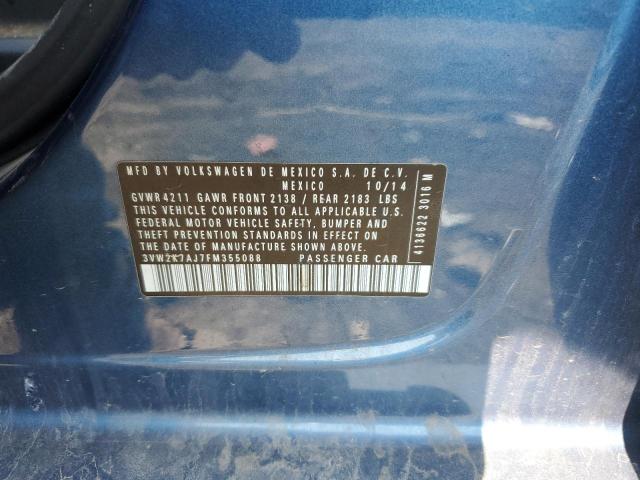 MFD BY VOLKSWAGEN DE MEXICO S.A. DE C.V.
MEXICO 10/14
GVWR 4211 GAWR FRONT 2138 / REAR 2183 LBS
THIS VEHICLE CONFORMS TO ALL APPLICABLE U.S.
FEDERAL MOTOR VEHICLE SAFETY, BUMPER AND
THEFT PREVENTION STANDARDS IN EFFECT ON THE
DATE OF MANUFACTURE SHOWN ABOVE.
3VW2K7AJ7FM355088 PASSENGER CAR
4136622 3016 M